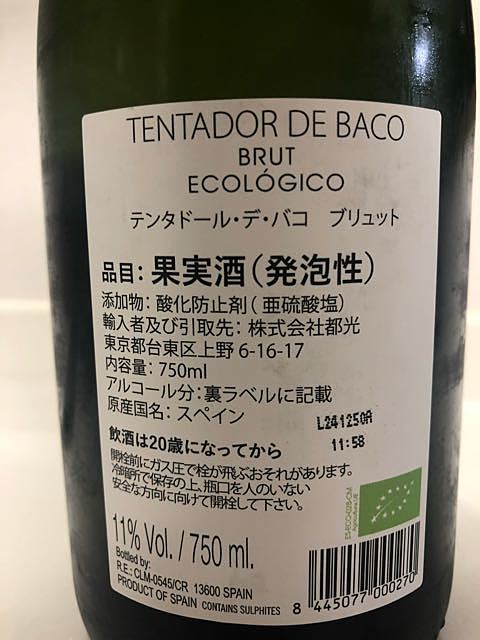 TENTADOR DE BACO
BRUT
ECOLÓGICO
テンタドール・デ・バコ ブリュット
品目：果実酒（発泡性）
添加物：酸化防止剤（亜硫酸塩）
輸入者及び引取先：株式会社都光
東京都台東区上野6-16-17
内容量：750ml
アルコール分：裏ラベルに記載
原産国名：スペイン
L241250A
11:58
飲酒は20歳になってから
開栓前にガス圧で栓が飛ぶおそれがあります。
冷暗所で保存の上、瓶口を人のいない
安全な方向に向けて開栓して下さい。
ES-ECO-028-CM
Agricultura UE
11% Vol. / 750 ml.
Bottled by:
R.E.: CLM-0545/CR 13600 SPAIN
PRODUCT OF SPAIN CONTAINS SULPHITES
8 445077 000270